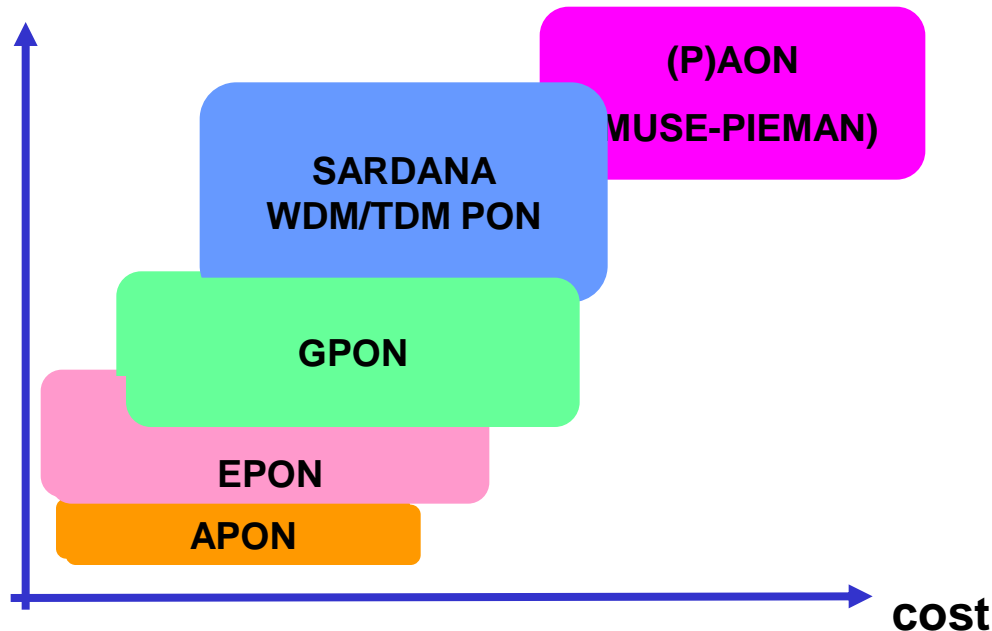 (P)AON
MUSE-PIEMAN)
SARDANA
WDM/TDM PON
GPON
EPON
APON
cost